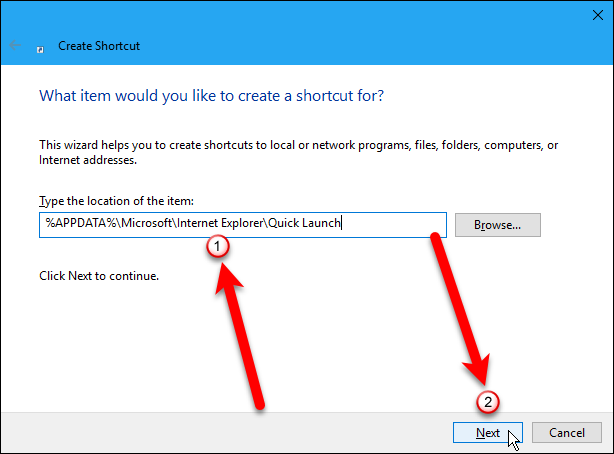 Create Shortcut
What item would you like to create a shortcut for?
This wizard helps you to create shortcuts to local or network programs, files, folders, computers, or
Internet addresses.
Type the location of the item:
%APPDATA%\Microsoft\Internet Explorer\Quick Launch
Browse...
1
Click Next to continue.
2
Next
Cancel